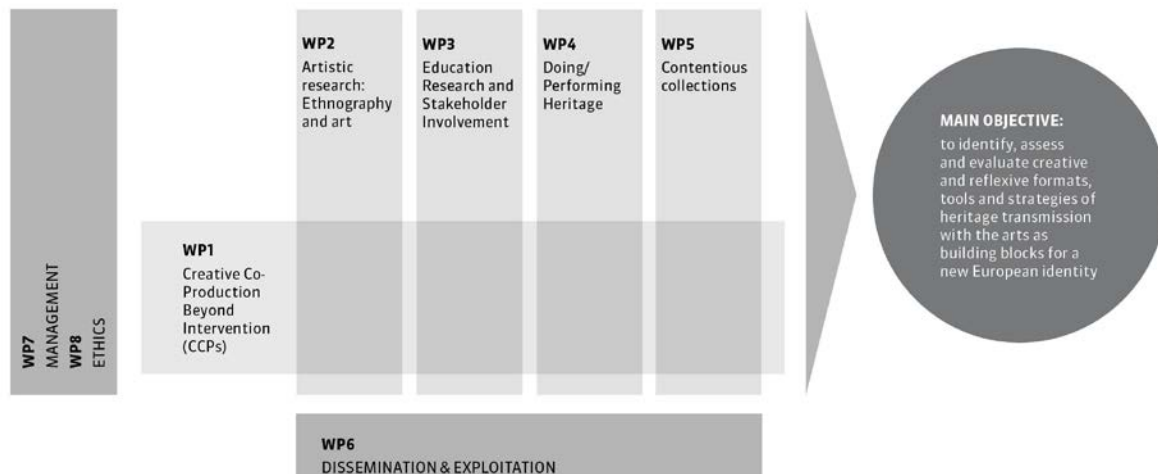 WP7
MANAGEMENT
WP8
ETHICS
WP1
Creative Co-
Production
Beyond
Intervention
(CCPs)
WP2
Artistic
research:
Ethnography
and art
WP3
Education
Research and
Stakeholder
Involvement
WP4
Doing/
Performing
Heritage
WP5
Contentious
collections
WP6
DISSEMINATION & EXPLOITATION
MAIN OBJECTIVE:
to identify, assess
and evaluate creative
and reflexive formats,
tools and strategies of
heritage transmission
with the arts as
building blocks for a
new European identity